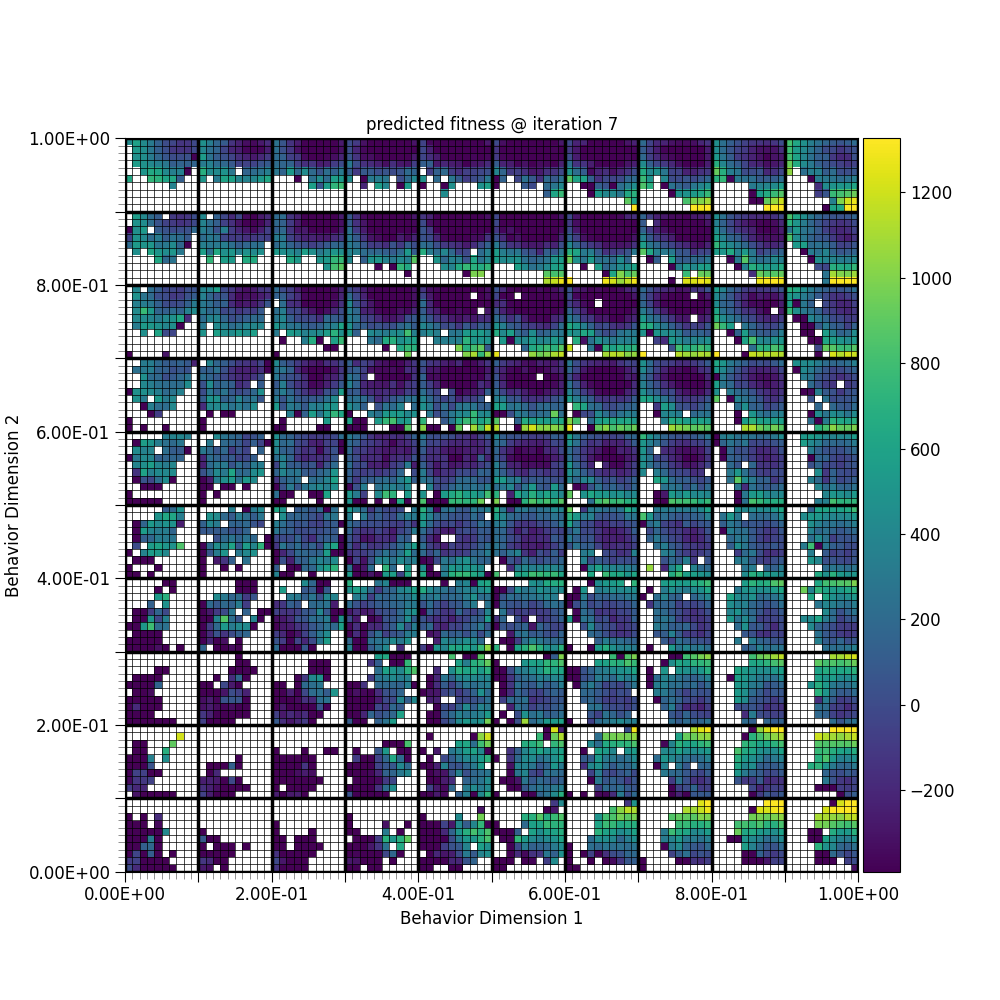 predicted fitness @ iteration 7
1.00E+00
8.00E-01
6.00E-01
4.00E-01
2.00E-01
0.00E+00
Behavior Dimension 2
0.00E+00 2.00E-01 4.00E-01 6.00E-01 8.00E-01 1.00E+00
Behavior Dimension 1
1200
1000
800
600
400
200
0
−200